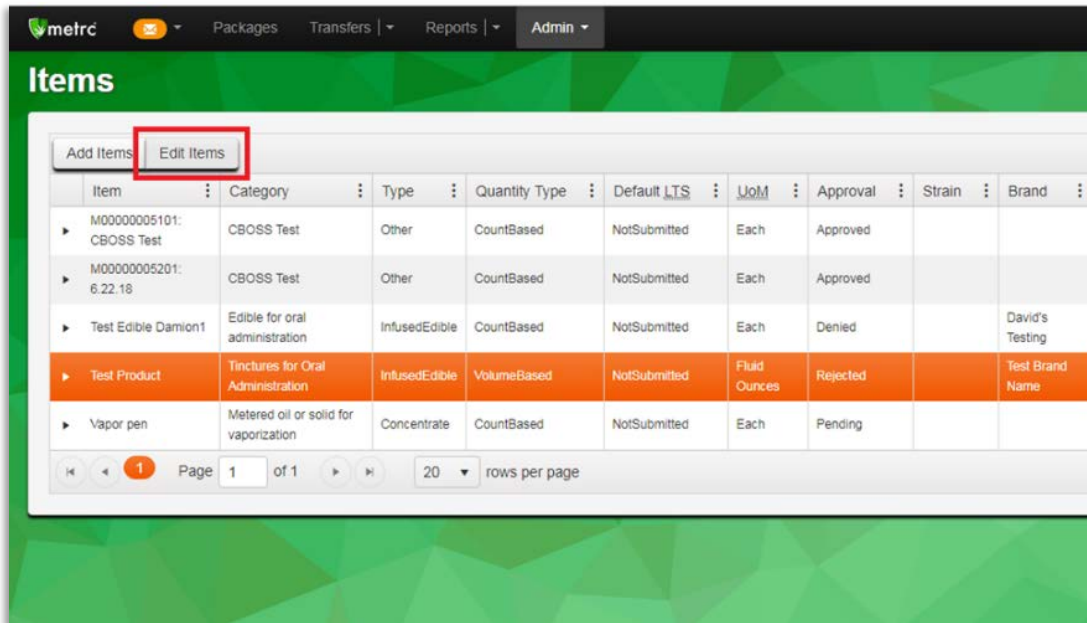 metrc Packages Transfers Reports Admin
Items
Add Items Edit Items
Item Category Type Quantity Type Default LTS UoM Approval Strain Brand
M00000005101: CBOSS Test CBOSS Test Other CountBased NotSubmitted Each Approved
M00000005201: 6.22.18 CBOSS Test Other CountBased NotSubmitted Each Approved
Test Edible Damion1 Edible for oral administration InfusedEdible CountBased NotSubmitted Each Denied David's Testing
Test Product Tinctures for Oral Administration InfusedEdible VolumeBased NotSubmitted Fluid Ounces Rejected Test Brand Name
Vapor pen Metered oil or solid for vaporization Concentrate CountBased NotSubmitted Each Pending
1 Page 1 of 1 20 rows per page